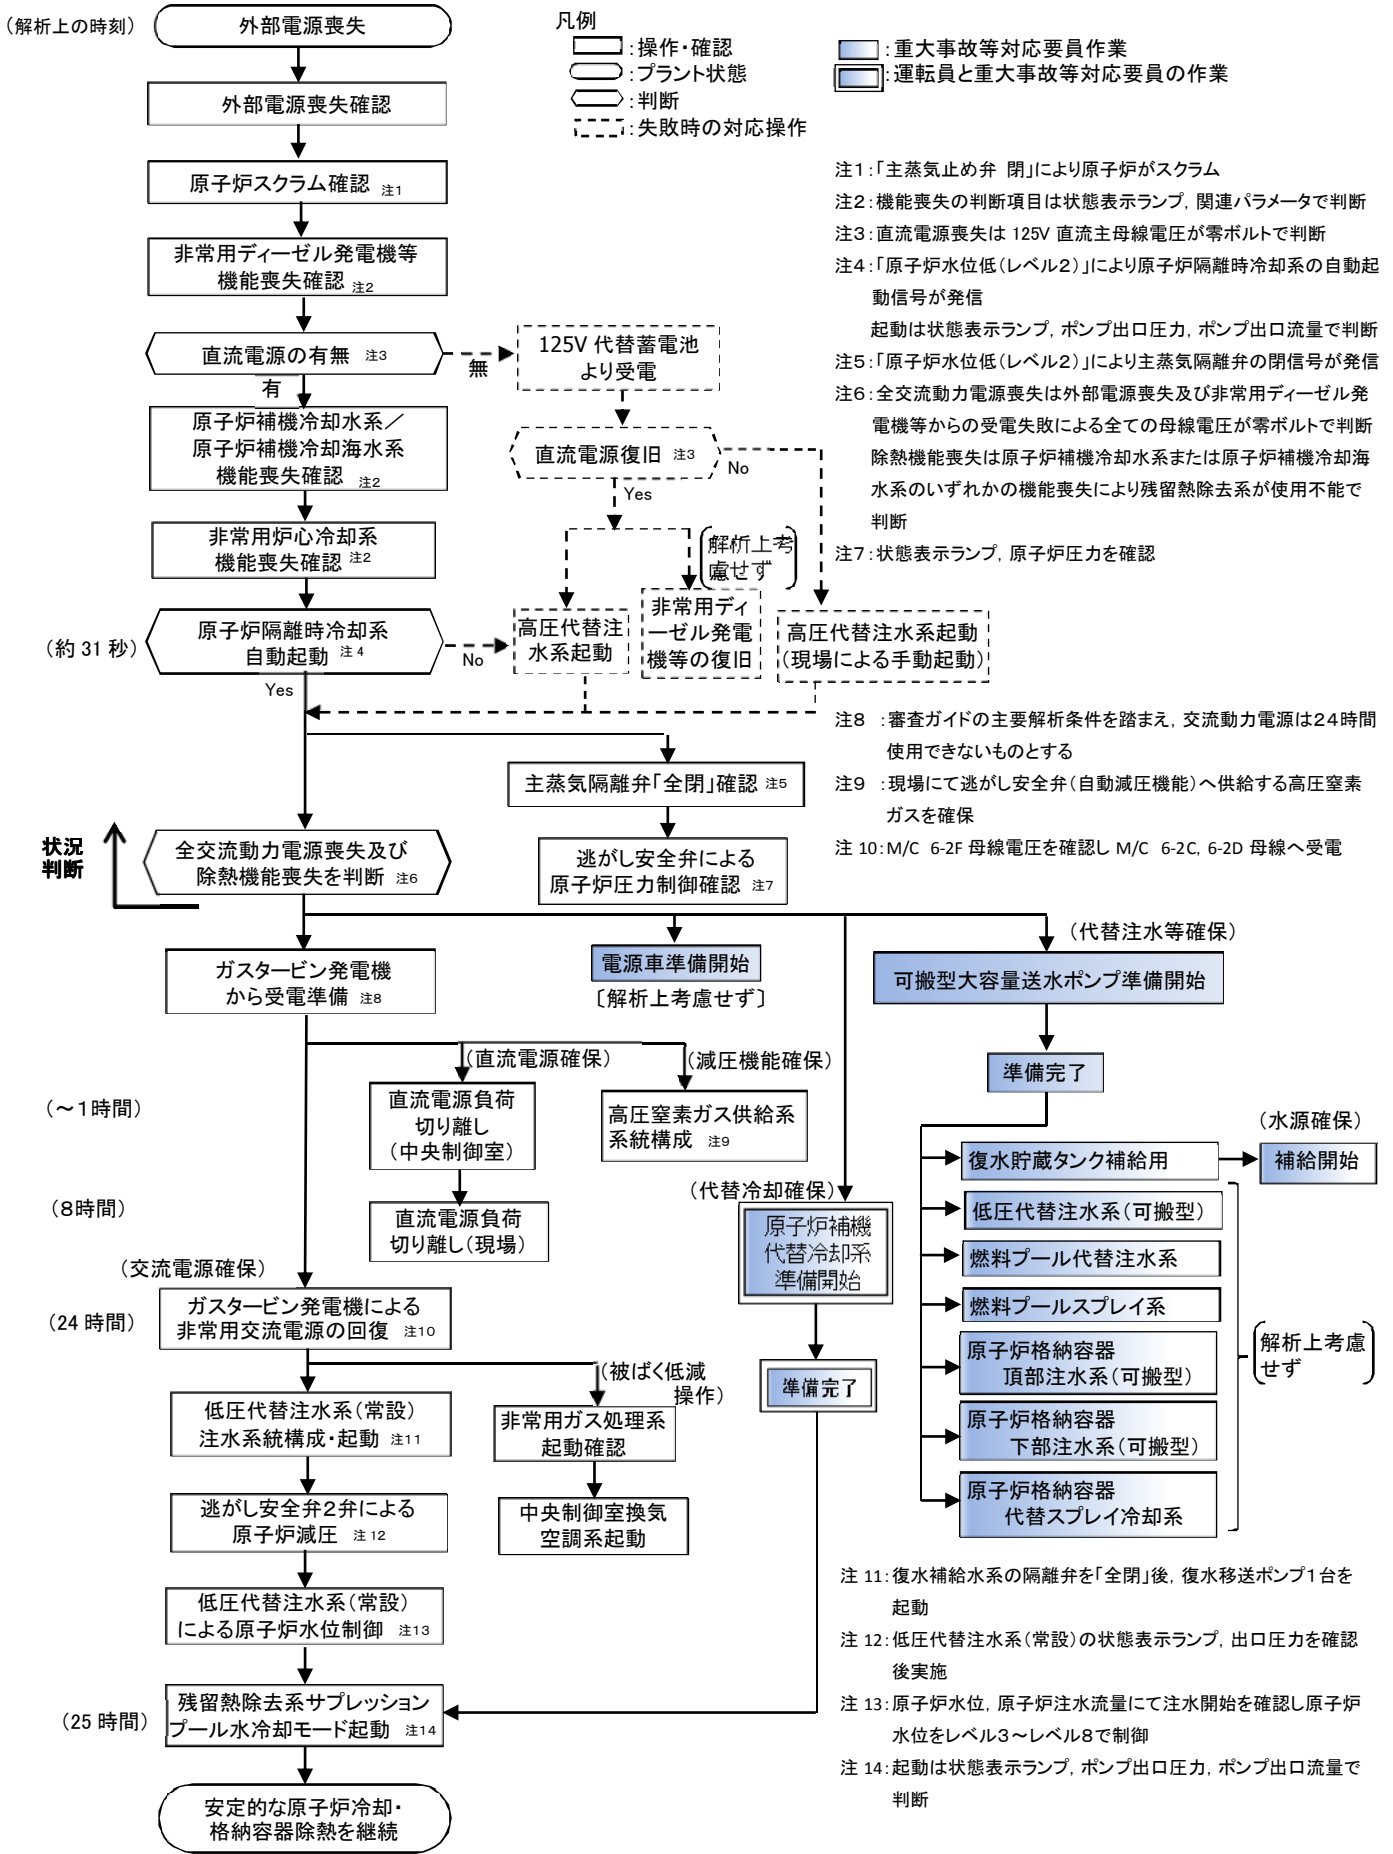 (解析上の時刻)
外部電源喪失
凡例
:操作・確認
:プラント状態
:判断
:失敗時の対応操作
:重大事故等対応要員作業
:運転員と重大事故等対応要員の作業
外部電源喪失確認
原子炉スクラム確認 注1
非常用ディーゼル発電機等
機能喪失確認 注2
直流電源の有無 注3
無
有
125V 代替蓄電池
より受電
原子炉補機冷却水系/
原子炉補機冷却海水系
機能喪失確認 注2
直流電源復旧 注3
No
Yes
非常用炉心冷却系
機能喪失確認 注2
解析上考
慮せず
(約 31 秒)
原子炉隔離時冷却系
自動起動 注 4
No
Yes
高圧代替注
水系起動
非常用ディ
ーゼル発電
機等の復旧
高圧代替注水系起動
(現場による手動起動)
注1:「主蒸気止め弁 閉」により原子炉がスクラム
注2:機能喪失の判断項目は状態表示ランプ,関連パラメータで判断
注3:直流電源喪失は 125V 直流主母線電圧が零ボルトで判断
注4:「原子炉水位低(レベル2)」により原子炉隔離時冷却系の自動起
動信号が発信
起動は状態表示ランプ,ポンプ出口圧力,ポンプ出口流量で判断
注5:「原子炉水位低(レベル2)」により主蒸気隔離弁の閉信号が発信
注6:全交流動力電源喪失は外部電源喪失及び非常用ディーゼル発
電機等からの受電失敗による全ての母線電圧が零ボルトで判断
除熱機能喪失は原子炉補機冷却水系または原子炉補機冷却海
水系のいずれかの機能喪失により残留熱除去系が使用不能で
判断
注7:状態表示ランプ,原子炉圧力を確認
注8 :審査ガイドの主要解析条件を踏まえ,交流動力電源は24時間
使用できないものとする
注9 :現場にて逃がし安全弁(自動減圧機能)へ供給する高圧窒素
ガスを確保
注 10:M/C 6-2F 母線電圧を確認し M/C 6-2C, 6-2D 母線へ受電
主蒸気隔離弁「全閉」確認 注5
逃がし安全弁による
原子炉圧力制御確認 注7
状況
判断
全交流動力電源喪失及び
除熱機能喪失を判断 注6
ガスタービン発電機
から受電準備 注8
電源車準備開始
〔解析上考慮せず〕
(代替注水等確保)
可搬型大容量送水ポンプ準備開始
準備完了
(直流電源確保)
(減圧機能確保)
(~1時間)
直流電源負荷
切り離し
(中央制御室)
高圧窒素ガス供給系
系統構成 注9
(8時間)
直流電源負荷
切り離し(現場)
(代替冷却確保)
原子炉補機
代替冷却系
準備開始
準備完了
(水源確保)
復水貯蔵タンク補給用
補給開始
低圧代替注水系(可搬型)
燃料プール代替注水系
燃料プールスプレイ系
原子炉格納容器
頂部注水系(可搬型)
原子炉格納容器
下部注水系(可搬型)
原子炉格納容器
代替スプレイ冷却系
解析上考慮
せず
(交流電源確保)
(24 時間)
ガスタービン発電機による
非常用交流電源の回復 注10
(被ばく低減
操作)
低圧代替注水系(常設)
注水系統構成・起動 注11
非常用ガス処理系
起動確認
逃がし安全弁2弁による
原子炉減圧 注 12
中央制御室換気
空調系起動
低圧代替注水系(常設)
による原子炉水位制御 注13
(25 時間)
残留熱除去系サプレッション
プール水冷却モード起動 注14
安定的な原子炉冷却・
格納容器除熱を継続
注 11:復水補給水系の隔離弁を「全閉」後,復水移送ポンプ1台を
起動
注 12:低圧代替注水系(常設)の状態表示ランプ,出口圧力を確認
後実施
注 13:原子炉水位,原子炉注水流量にて注水開始を確認し原子炉
水位をレベル3~レベル8で制御
注 14:起動は状態表示ランプ,ポンプ出口圧力,ポンプ出口流量で
判断